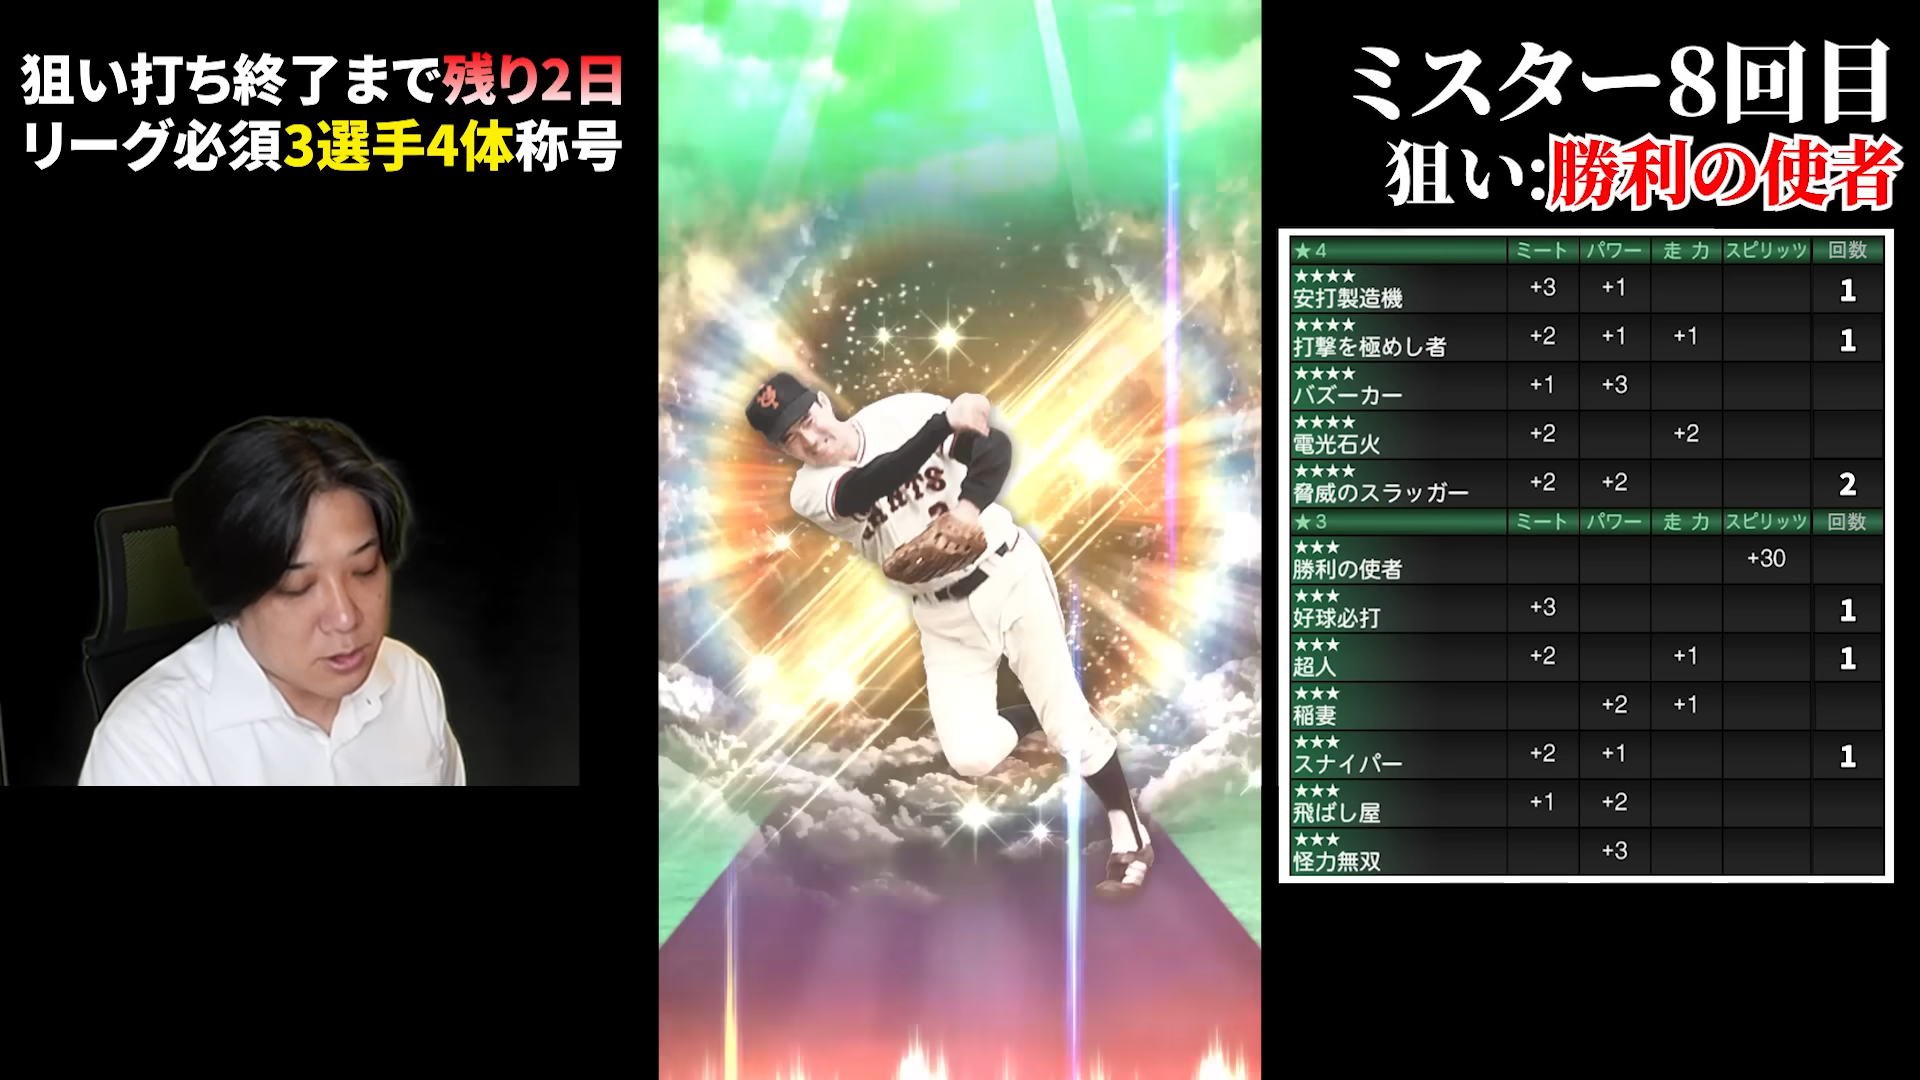 狙い打ち終了まで残り2日
リーグ必須3選手4体称号
ミスター8回目
狙い:勝利の使者
★4 ミート パワー 走力 スピリッツ 回数
★★★★
安打製造機 +3 +1 1
★★★★
打撃を極めし者 +2 +1 +1 1
★★★★
バズーカー +1 +3
★★★★
電光石火 +2 +2
★★★★
脅威のスラッガー +2 +2 2
★3 ミート パワー 走力 スピリッツ 回数
★★★
勝利の使者 +30
★★★
好球必打 +3 1
★★★
超人 +2 +1 1
★★★
稲妻 +2 +1
★★★
スナイパー +2 +1 1
★★★
飛ばし屋 +1 +2
★★★
怪力無双 +3